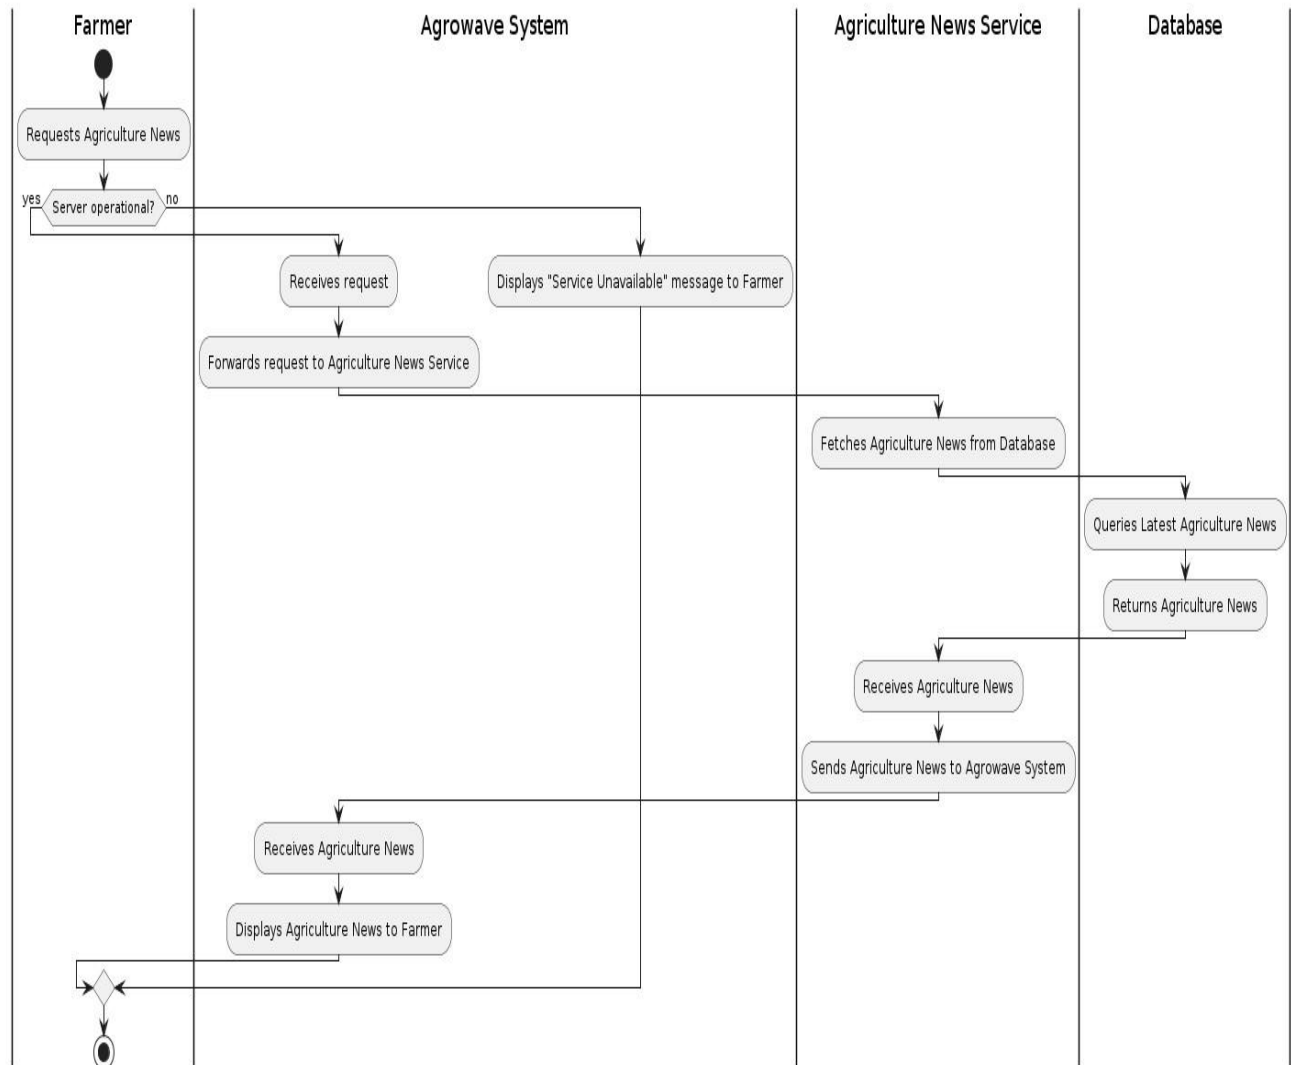 Farmer
Agrowave System
Agriculture News Service
Database
Requests Agriculture News
yes
Server operational?
no
Receives request
Displays "Service Unavailable" message to Farmer
Forwards request to Agriculture News Service
Fetches Agriculture News from Database
Queries Latest Agriculture News
Returns Agriculture News
Receives Agriculture News
Sends Agriculture News to Agrowave System
Receives Agriculture News
Displays Agriculture News to Farmer